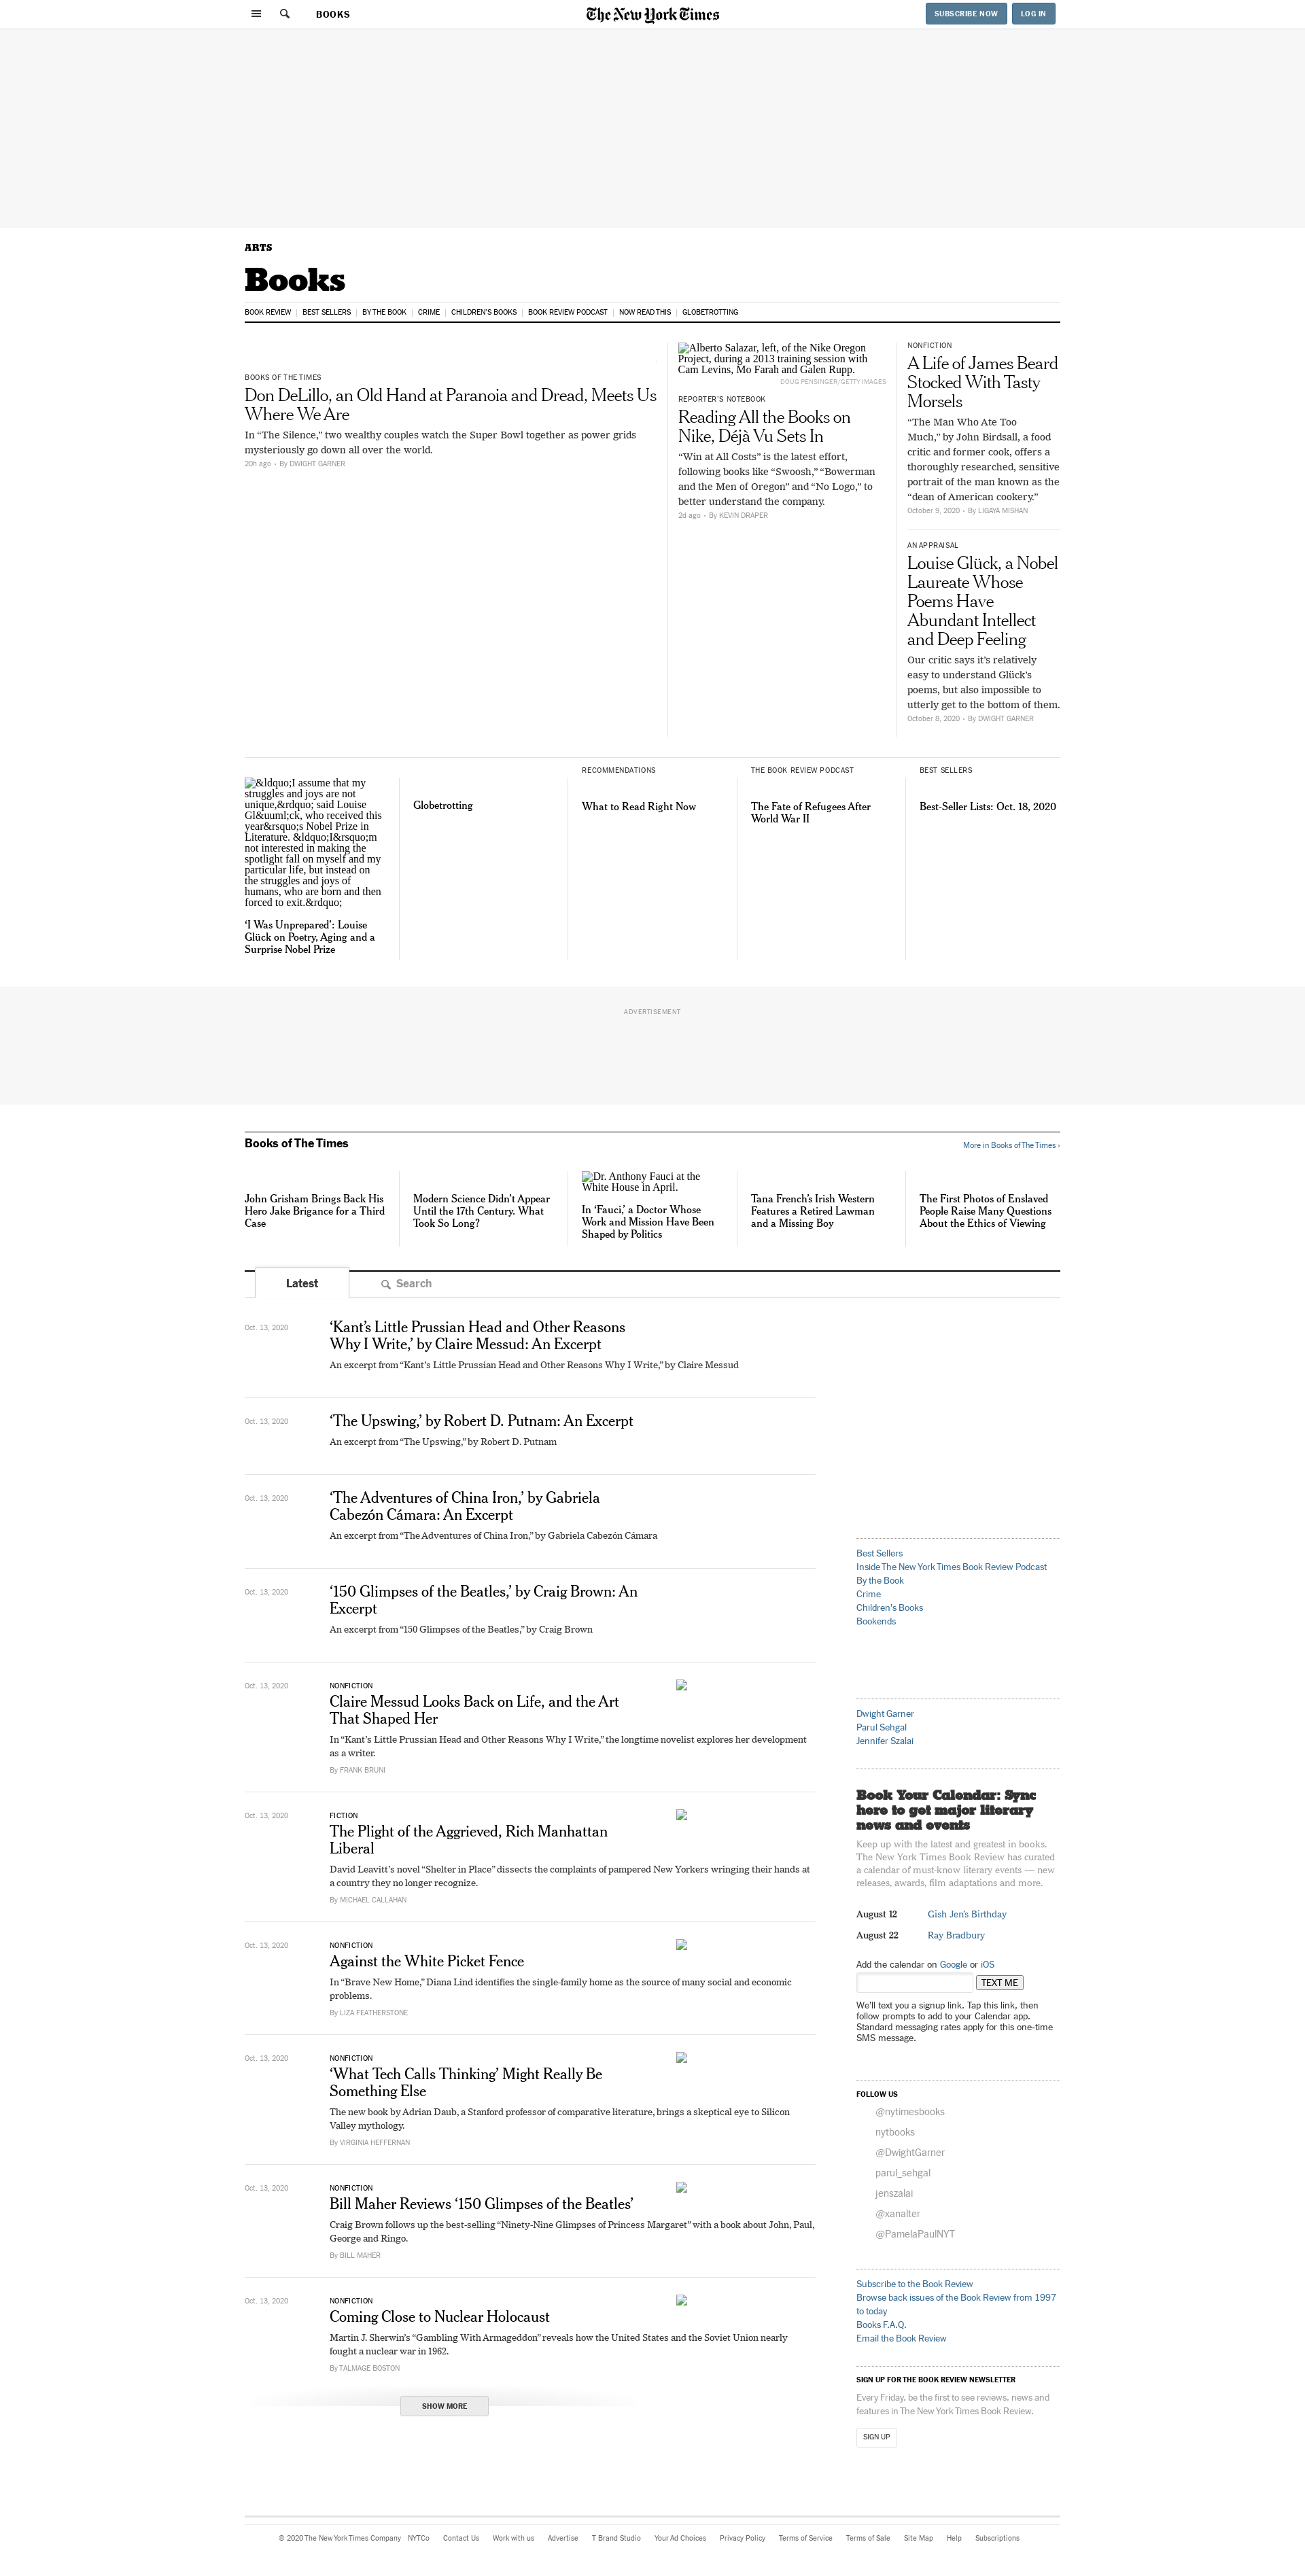 BOOKS
The New York Times
SUBSCRIBE NOW
LOG IN
ARTS
Books
BOOK REVIEW
BEST SELLERS
BY THE BOOK
CRIME
CHILDREN'S BOOKS
BOOK REVIEW PODCAST
NOW READ THIS
GLOBETROTTING
BOOKS OF THE TIMES
Don DeLillo, an Old Hand at Paranoia and Dread, Meets Us
Where We Are
In “The Silence,” two wealthy couples watch the Super Bowl together as power grids
mysteriously go down all over the world.
20h ago - By DWIGHT GARNER
Alberto Salazar, left, of the Nike Oregon
Project, during a 2013 training session with
Cam Levins, Mo Farah and Galen Rupp.
DOUG PENSINGER/GETTY IMAGES
REPORTER'S NOTEBOOK
Reading All the Books on
Nike, Déjà Vu Sets In
“Win at All Costs” is the latest effort,
following books like “Swoosh,” “Bowerman
and the Men of Oregon” and “No Logo,” to
better understand the company.
2d ago - By KEVIN DRAPER
NONFICTION
A Life of James Beard
Stocked With Tasty
Morsels
“The Man Who Ate Too
Much,” by John Birdsall, a food
critic and former cook, offers a
thoroughly researched, sensitive
portrait of the man known as the
“dean of American cookery.”
October 9, 2020 - By LIGAYA MISHAN
AN APPRAISAL
Louise Glück, a Nobel
Laureate Whose
Poems Have
Abundant Intellect
and Deep Feeling
Our critic says it’s relatively
easy to understand Glück’s
poems, but also impossible to
utterly get to the bottom of them.
October 8, 2020 - By DWIGHT GARNER
&ldquo;I assume that my
struggles and joys are not
unique,&rdquo; said Louise
Gl&uuml;ck, who received this
year&rsquo;s Nobel Prize in
Literature. &ldquo;I&rsquo;m
not interested in making the
spotlight fall on myself and my
particular life, but instead on
the struggles and joys of
humans, who are born and then
forced to exit.&rdquo;
‘I Was Unprepared’: Louise
Glück on Poetry, Aging and a
Surprise Nobel Prize
Globetrotting
RECOMMENDATIONS
What to Read Right Now
THE BOOK REVIEW PODCAST
The Fate of Refugees After
World War II
BEST SELLERS
Best-Seller Lists: Oct. 18, 2020
ADVERTISEMENT
Books of The Times
More in Books of The Times ›
John Grisham Brings Back His
Hero Jake Brigance for a Third
Case
Modern Science Didn’t Appear
Until the 17th Century. What
Took So Long?
Dr. Anthony Fauci at the
White House in April.
In ‘Fauci,’ a Doctor Whose
Work and Mission Have Been
Shaped by Politics
Tana French’s Irish Western
Features a Retired Lawman
and a Missing Boy
The First Photos of Enslaved
People Raise Many Questions
About the Ethics of Viewing
Latest
Search
Oct. 13, 2020
‘Kant’s Little Prussian Head and Other Reasons
Why I Write,’ by Claire Messud: An Excerpt
An excerpt from “Kant’s Little Prussian Head and Other Reasons Why I Write,” by Claire Messud
Oct. 13, 2020
‘The Upswing,’ by Robert D. Putnam: An Excerpt
An excerpt from “The Upswing,” by Robert D. Putnam
Oct. 13, 2020
‘The Adventures of China Iron,’ by Gabriela
Cabezón Cámara: An Excerpt
An excerpt from “The Adventures of China Iron,” by Gabriela Cabezón Cámara
Oct. 13, 2020
‘150 Glimpses of the Beatles,’ by Craig Brown: An
Excerpt
An excerpt from “150 Glimpses of the Beatles,” by Craig Brown
Oct. 13, 2020
NONFICTION
Claire Messud Looks Back on Life, and the Art
That Shaped Her
In “Kant’s Little Prussian Head and Other Reasons Why I Write,” the longtime novelist explores her development
as a writer.
By FRANK BRUNI
Oct. 13, 2020
FICTION
The Plight of the Aggrieved, Rich Manhattan
Liberal
David Leavitt’s novel “Shelter in Place” dissects the complaints of pampered New Yorkers wringing their hands at
a country they no longer recognize.
By MICHAEL CALLAHAN
Oct. 13, 2020
NONFICTION
Against the White Picket Fence
In “Brave New Home,” Diana Lind identifies the single-family home as the source of many social and economic
problems.
By LIZA FEATHERSTONE
Oct. 13, 2020
NONFICTION
‘What Tech Calls Thinking’ Might Really Be
Something Else
The new book by Adrian Daub, a Stanford professor of comparative literature, brings a skeptical eye to Silicon
Valley mythology.
By VIRGINIA HEFFERNAN
Oct. 13, 2020
NONFICTION
Bill Maher Reviews ‘150 Glimpses of the Beatles’
Craig Brown follows up the best-selling “Ninety-Nine Glimpses of Princess Margaret” with a book about John, Paul,
George and Ringo.
By BILL MAHER
Oct. 13, 2020
NONFICTION
Coming Close to Nuclear Holocaust
Martin J. Sherwin’s “Gambling With Armageddon” reveals how the United States and the Soviet Union nearly
fought a nuclear war in 1962.
By TALMAGE BOSTON
SHOW MORE
Best Sellers
Inside The New York Times Book Review Podcast
By the Book
Crime
Children's Books
Bookends
Dwight Garner
Parul Sehgal
Jennifer Szalai
Book Your Calendar: Sync
here to get major literary
news and events
Keep up with the latest and greatest in books.
The New York Times Book Review has curated
a calendar of must-know literary events — new
releases, awards, film adaptations and more.
August 12 Gish Jen’s Birthday
August 22 Ray Bradbury
Add the calendar on Google or iOS
TEXT ME
We’ll text you a signup link. Tap this link, then
follow prompts to add to your Calendar app.
Standard messaging rates apply for this one-time
SMS message.
FOLLOW US
@nytimesbooks
nytbooks
@DwightGarner
parul_sehgal
jenszalai
@xanalter
@PamelaPaulNYT
Subscribe to the Book Review
Browse back issues of the Book Review from 1997
to today
Books F.A.Q.
Email the Book Review
SIGN UP FOR THE BOOK REVIEW NEWSLETTER
Every Friday, be the first to see reviews, news and
features in The New York Times Book Review.
SIGN UP
© 2020 The New York Times Company
NYTCo
Contact Us
Work with us
Advertise
T Brand Studio
Your Ad Choices
Privacy Policy
Terms of Service
Terms of Sale
Site Map
Help
Subscriptions